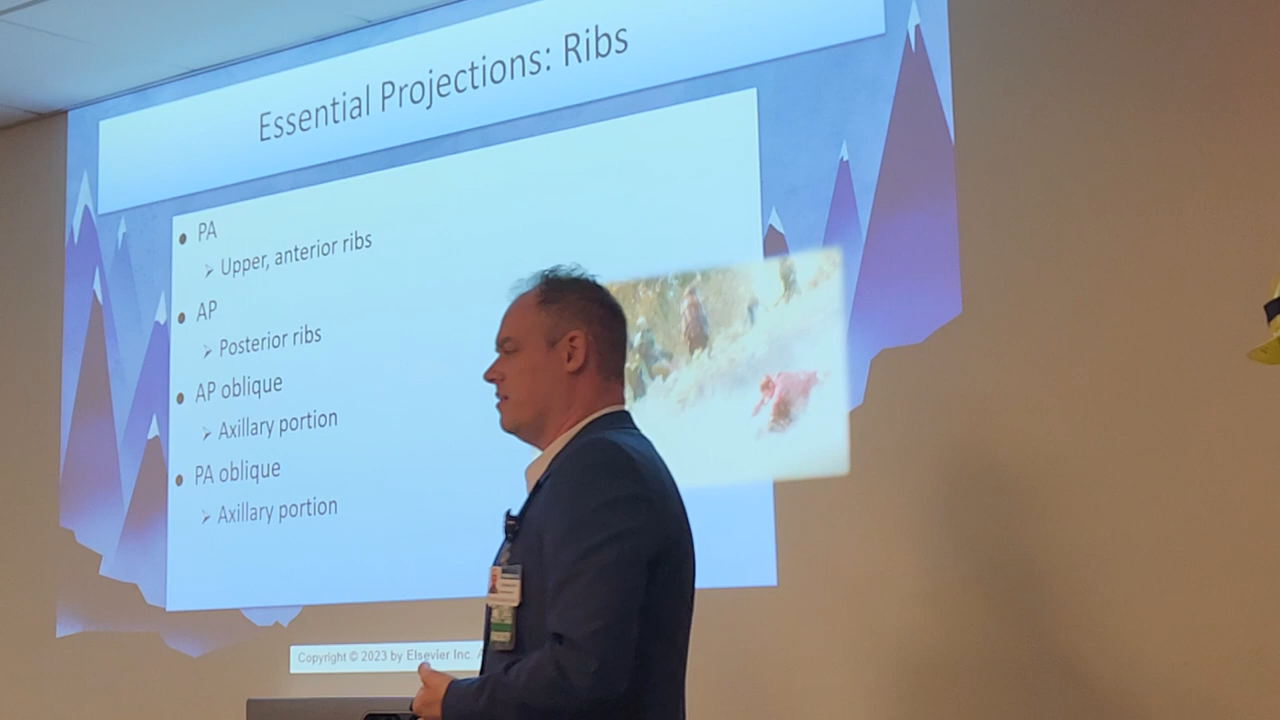 Essential Projections: Ribs
PA
Upper, anterior ribs
AP
Posterior ribs
AP oblique
Axillary portion
PA oblique
Axillary portion
Copyright © 2023 by Elsevier Inc.